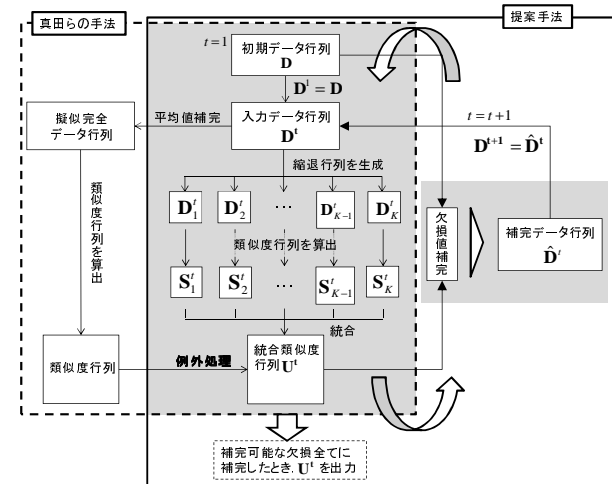 真田らの手法
提案手法
t = 1
初期データ行列
D
D¹ = D
擬似完全
データ行列
平均値補完
入力データ行列
Dᵗ
t = t+1
Dᵗ⁺¹ = D̂ᵗ
縮退行列を生成
D₁ᵗ D₂ᵗ … D_{K-1}ᵗ D_Kᵗ
類似度行列を算出
類似度行列を算出
S₁ᵗ S₂ᵗ … S_{K-1}ᵗ S_Kᵗ
欠損値補完
補完データ行列
D̂ᵗ
統合
類似度行列
例外処理
統合類似度
行列Uᵗ
補完可能な欠損全てに
補完したとき, Uᵗ を出力